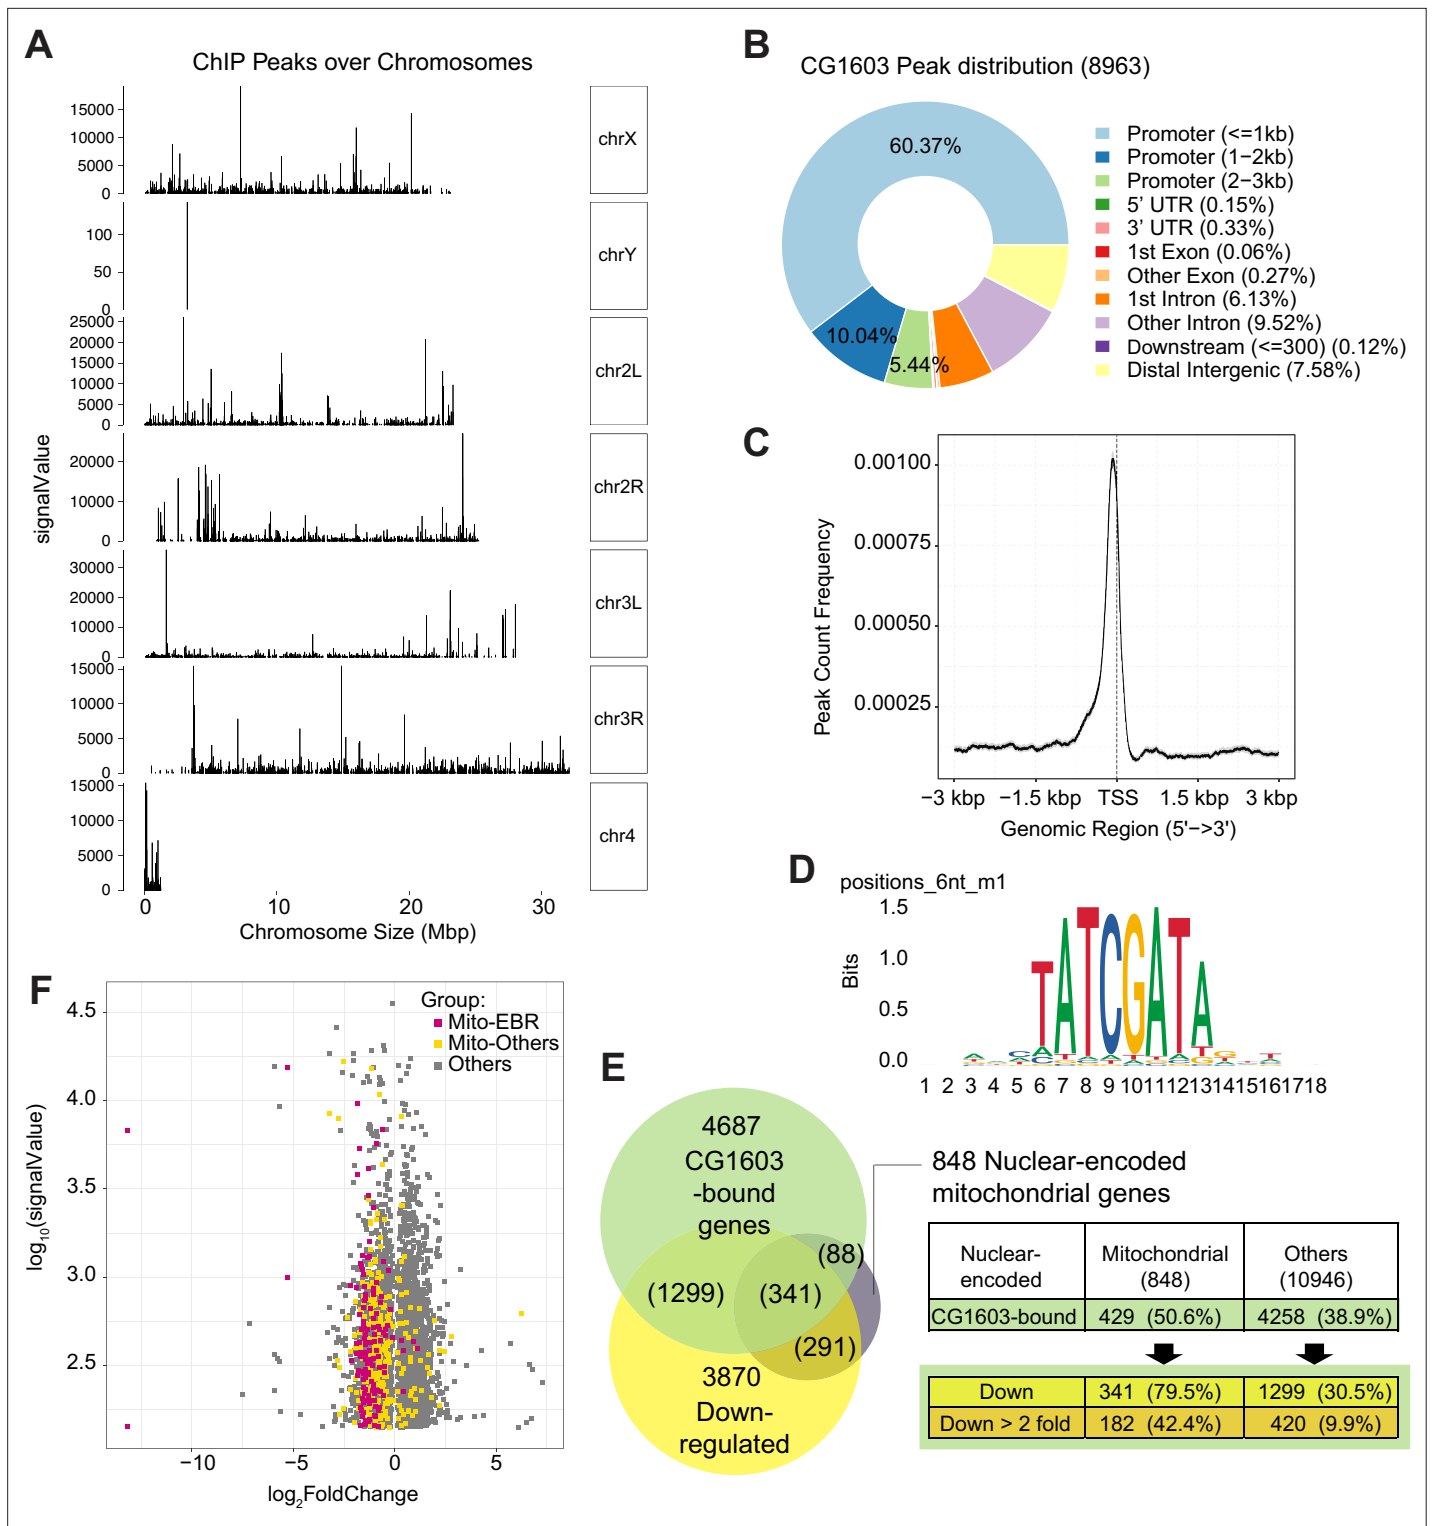 A
ChIP Peaks over Chromosomes
signalValue
15000
10000
5000
0
chrX
100
50
0
chrY
25000
20000
15000
10000
5000
0
chr2L
20000
10000
0
chr2R
30000
20000
10000
0
chr3L
15000
10000
5000
0
chr3R
15000
10000
5000
0
chr4
0 10 20 30
Chromosome Size (Mbp)
B
CG1603 Peak distribution (8963)
60.37%
10.04%
5.44%
Promoter (<=1kb)
Promoter (1−2kb)
Promoter (2−3kb)
5' UTR (0.15%)
3' UTR (0.33%)
1st Exon (0.06%)
Other Exon (0.27%)
1st Intron (6.13%)
Other Intron (9.52%)
Downstream (<=300) (0.12%)
Distal Intergenic (7.58%)
C
Peak Count Frequency
0.00100
0.00075
0.00050
0.00025
−3 kbp −1.5 kbp TSS 1.5 kbp 3 kbp
Genomic Region (5'−>3')
D
positions_6nt_m1
Bits
1.5
1.0
0.5
0.0
TATCGATA
1 2 3 4 5 6 7 8 9 10 11 12 13 14 15 16 17 18
E
4687
CG1603
-bound
genes
(88)
(1299) (341)
(291)
3870
Down-
regulated
848 Nuclear-encoded
mitochondrial genes
Nuclear-
encoded
Mitochondrial
(848)
Others
(10946)
CG1603-bound 429 (50.6%) 4258 (38.9%)
Down 341 (79.5%) 1299 (30.5%)
Down > 2 fold 182 (42.4%) 420 (9.9%)
F
log10(signalValue)
4.5
4.0
3.5
3.0
2.5
Group:
Mito-EBR
Mito-Others
Others
−10 −5 0 5
log2FoldChange